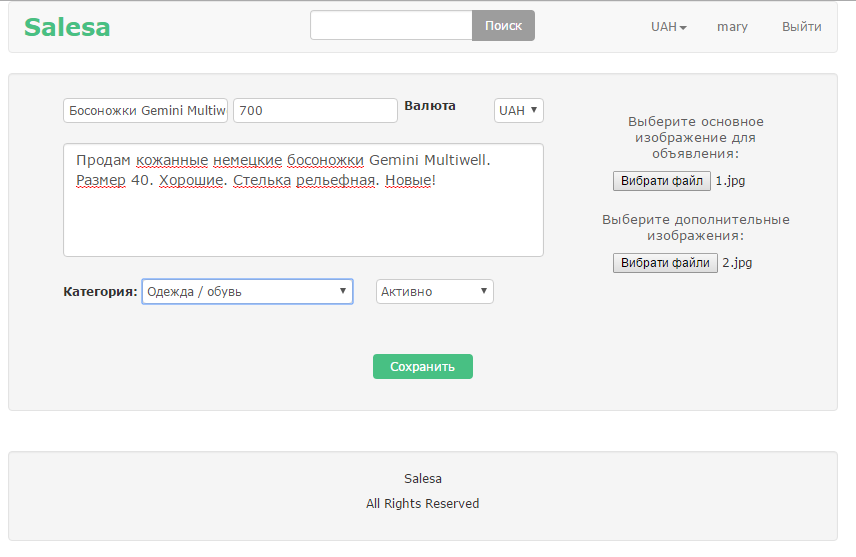 Salesa
Поиск
UAH
mary
Выйти
Босоножки Gemini Multiw
700
Валюта
UAH
Продам кожанные немецкие босоножки Gemini Multiwell.
Размер 40. Хорошие. Стелька рельефная. Новые!
Категория:
Одежда / обувь
Активно
Выберите основное
изображение для
объявления:
Вибрати файл 1.jpg
Выберите дополнительные
изображения:
Вибрати файли 2.jpg
Сохранить
Salesa
All Rights Reserved